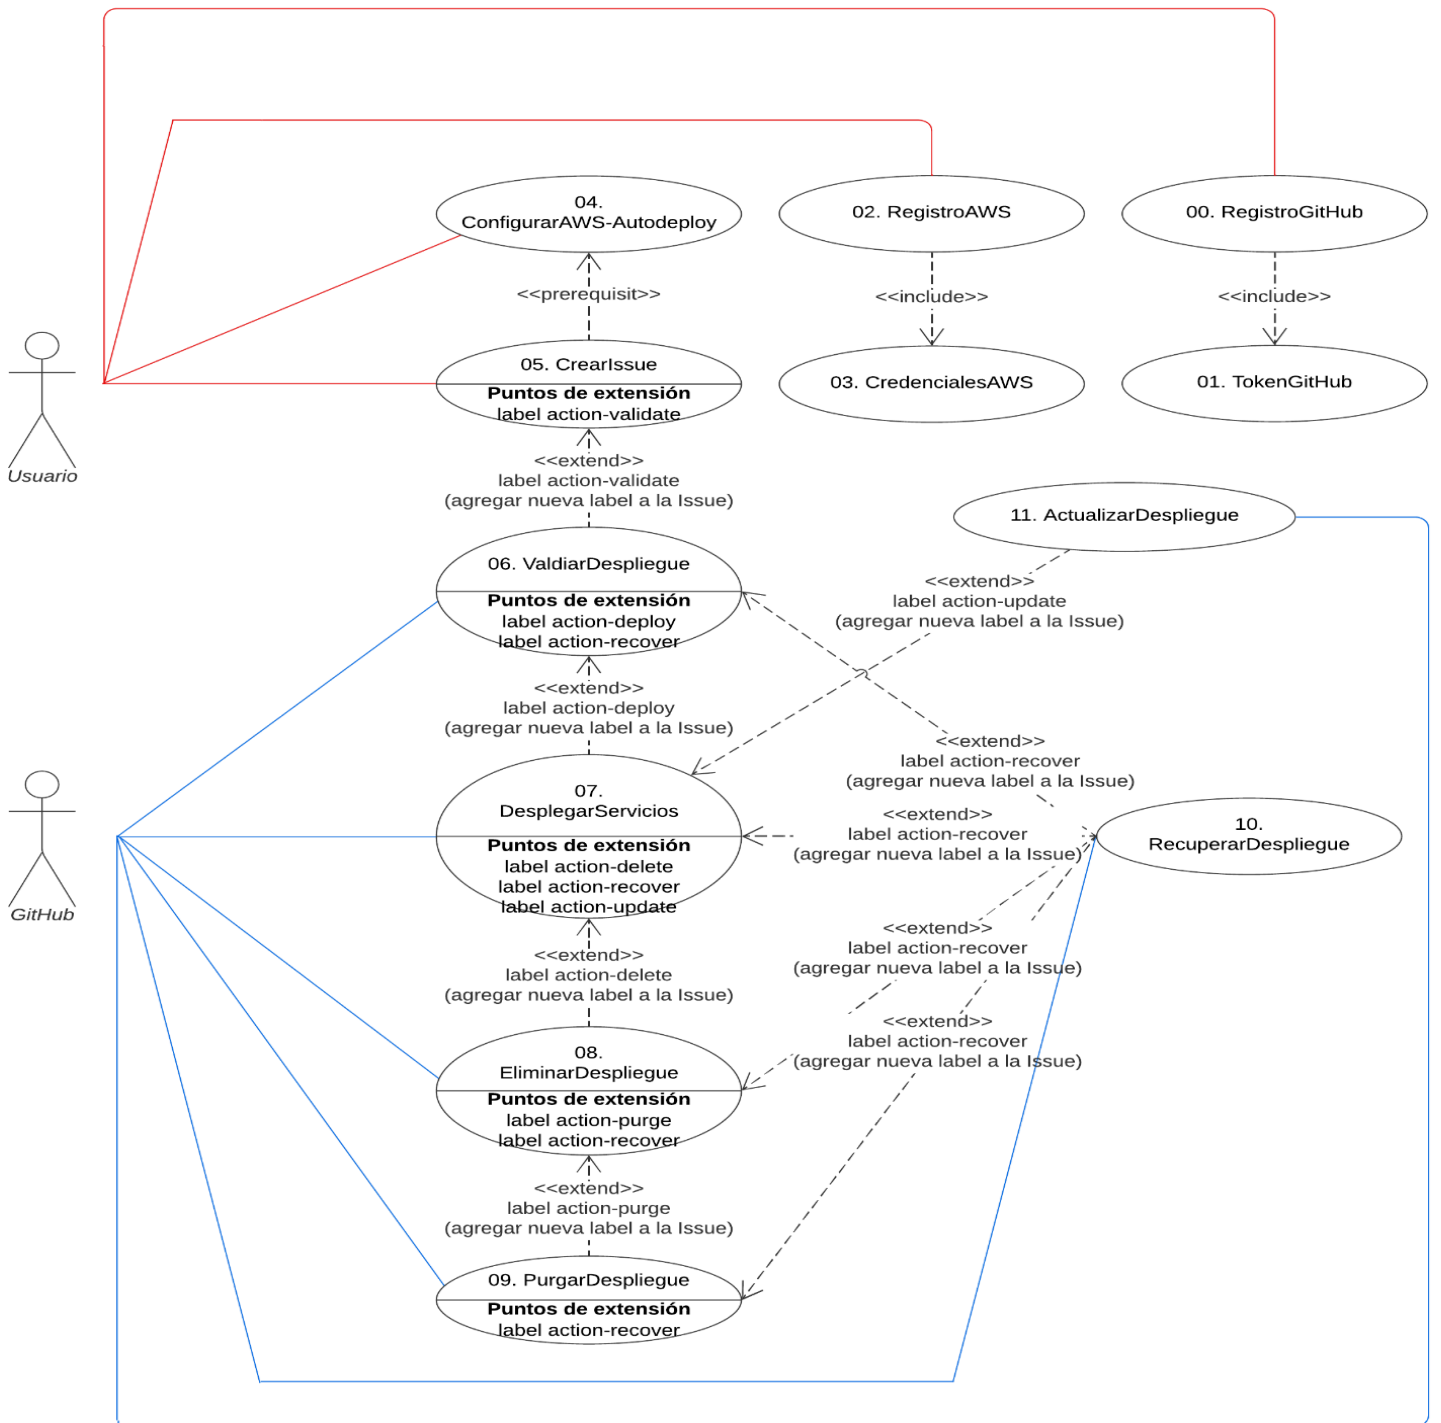 04.
ConfigurarAWS-Autodeploy
02. RegistroAWS
00. RegistroGitHub
<<prerequisit>>
<<include>>
<<include>>
05. CrearIssue
Puntos de extensión
label action-validate
03. CredencialesAWS
01. TokenGitHub
Usuario
<<extend>>
label action-validate
(agregar nueva label a la Issue)
11. ActualizarDespliegue
06. ValdiarDespliegue
Puntos de extensión
label action-deploy
label action-recover
<<extend>>
label action-update
(agregar nueva label a la Issue)
<<extend>>
label action-deploy
(agregar nueva label a la Issue)
<<extend>>
label action-recover
(agregar nueva label a la Issue)
07.
DesplegarServicios
Puntos de extensión
label action-delete
label action-recover
label action-update
<<extend>>
label action-recover
(agregar nueva label a la Issue)
10.
RecuperarDespliegue
GitHub
<<extend>>
label action-recover
(agregar nueva label a la Issue)
<<extend>>
label action-delete
(agregar nueva label a la Issue)
<<extend>>
label action-recover
(agregar nueva label a la Issue)
08.
EliminarDespliegue
Puntos de extensión
label action-purge
label action-recover
<<extend>>
label action-purge
(agregar nueva label a la Issue)
09. PurgarDespliegue
Puntos de extensión
label action-recover